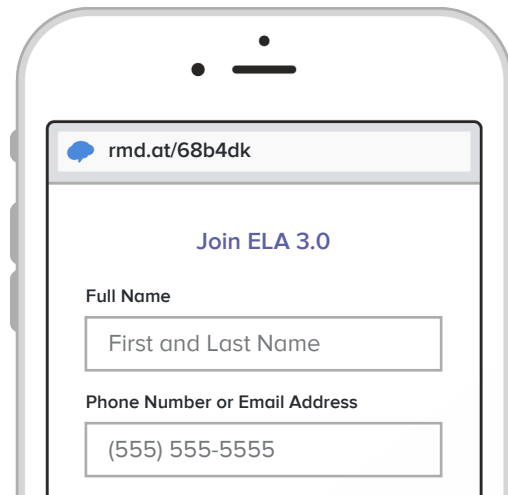 rmd.at/68b4dk
Join ELA 3.0
Full Name
First and Last Name
Phone Number or Email Address
(555) 555-5555